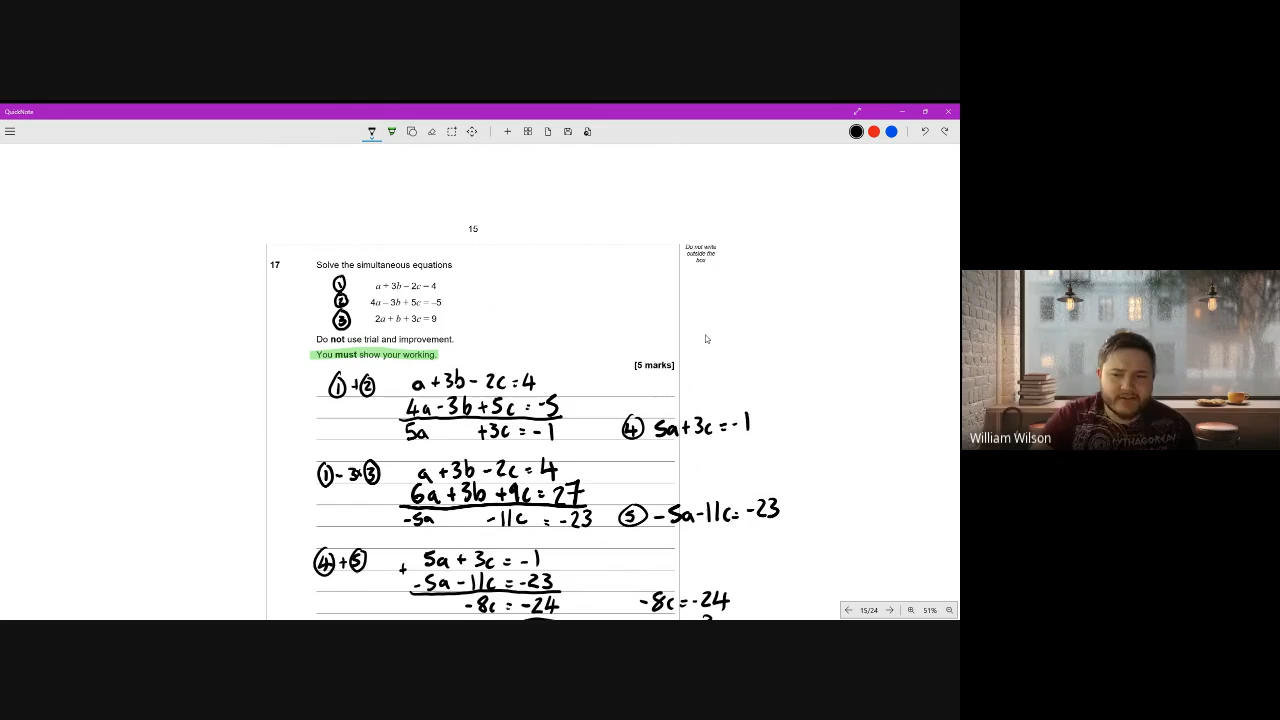 QuickNote
15
Do not write
outside the
box
17 Solve the simultaneous equations
① a + 3b – 2c = 4
② 4a – 3b + 5c = –5
③ 2a + b + 3c = 9
Do not use trial and improvement.
You must show your working.
[5 marks]
①+② a+3b-2c=4
4a-3b+5c=-5
5a +3c=-1
④ 5a+3c=-1
①-3×③ a+3b-2c=4
6a+3b+9c=27
-5a -11c=-23
⑤ -5a-11c=-23
④+⑤ 5a+3c=-1
+ -5a-11c=-23
-8c=-24
-8c=-24
15/24
51%
William Wilson